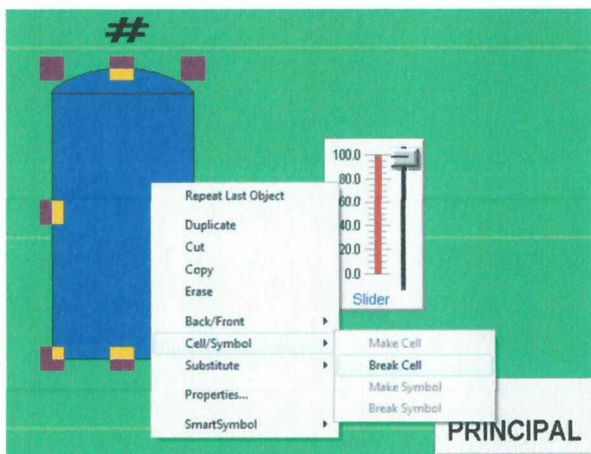 ##
Repeat Last Object
Duplicate
Cut
Copy
Erase
Back/Front
Cell/Symbol
Substitute
Properties...
SmartSymbol
Make Cell
Break Cell
Make Symbol
Break Symbol
100.0
80.0
60.0
40.0
20.0
0.0
Slider
PRINCIPAL